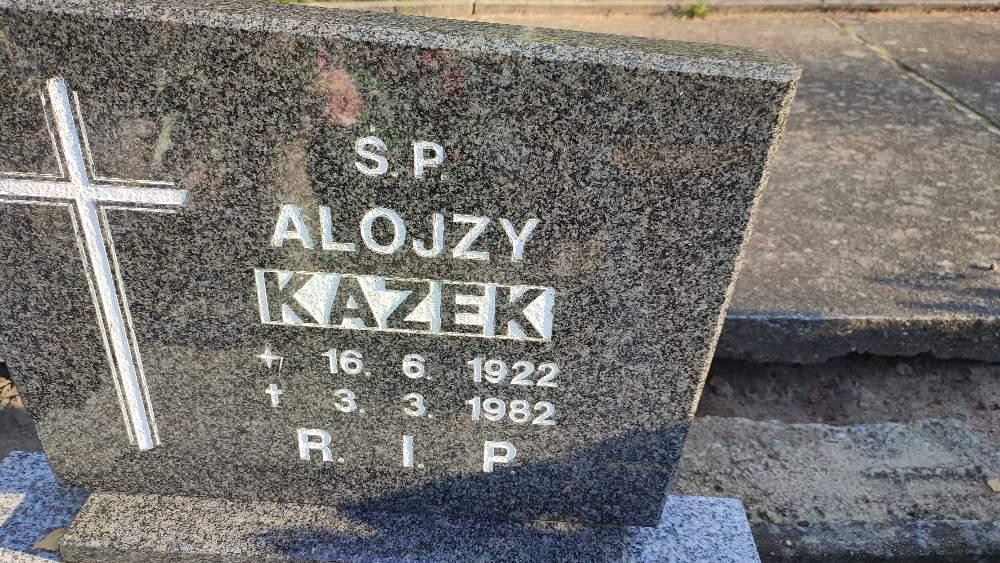 Ś.P.
ALOJZY
KAZEK
16. 6. 1922
† 3. 3. 1982
R. I. P